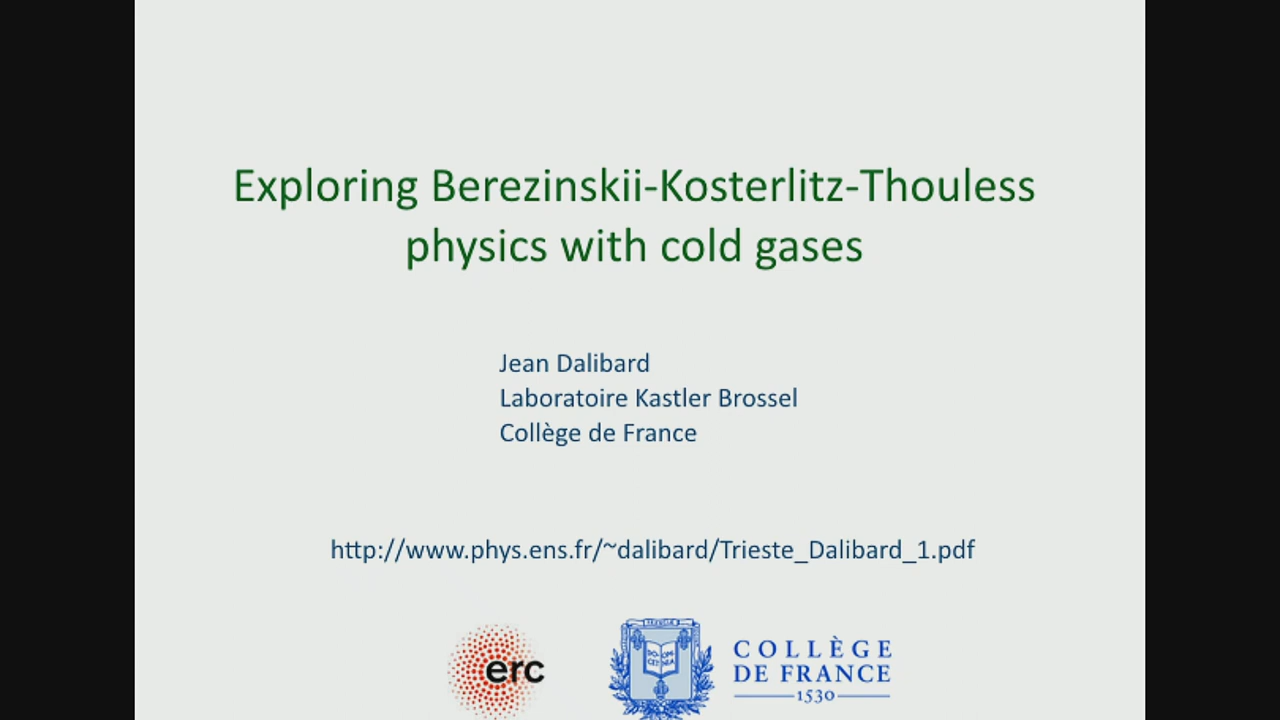 Exploring Berezinskii-Kosterlitz-Thouless
physics with cold gases
Jean Dalibard
Laboratoire Kastler Brossel
Collège de France
http://www.phys.ens.fr/~dalibard/Trieste_Dalibard_1.pdf
erc
COLLÈGE
DE FRANCE
1530